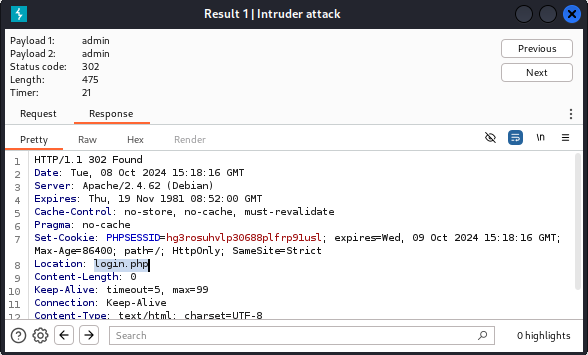 Result 1 | Intruder attack
Payload 1: admin
Payload 2: admin
Status code: 302
Length: 475
Timer: 21
Previous
Next
Request Response
Pretty Raw Hex Render \n
1 HTTP/1.1 302 Found
2 Date: Tue, 08 Oct 2024 15:18:16 GMT
3 Server: Apache/2.4.62 (Debian)
4 Expires: Thu, 19 Nov 1981 08:52:00 GMT
5 Cache-Control: no-store, no-cache, must-revalidate
6 Pragma: no-cache
7 Set-Cookie: PHPSESSID=hg3rosuhvlp30688plfrp91usl; expires=Wed, 09 Oct 2024 15:18:16 GMT;
Max-Age=86400; path=/; HttpOnly; SameSite=Strict
8 Location: login.php
9 Content-Length: 0
10 Keep-Alive: timeout=5, max=99
11 Connection: Keep-Alive
12 Content-Type: text/html; charset=UTF-8
Search 0 highlights